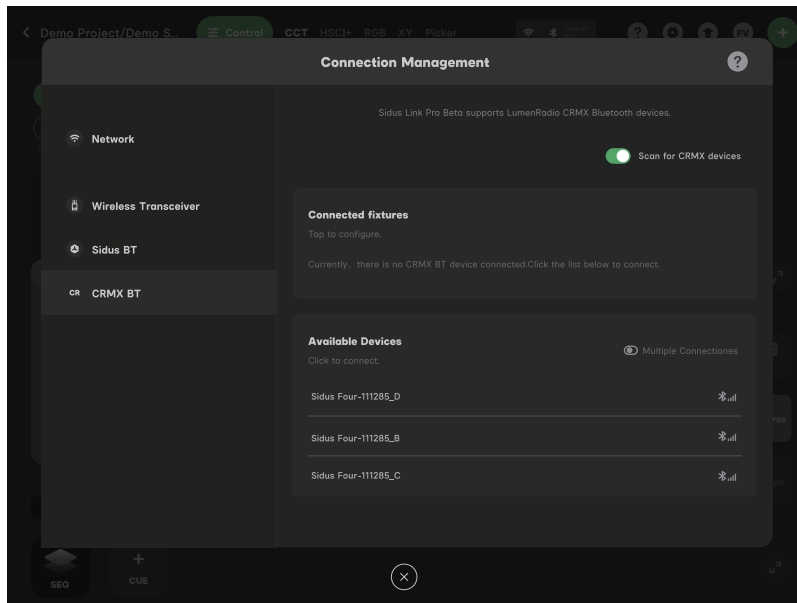 Demo Project/Demo S... Control CCT HSCI+ RGB XY Picker ? FV +
Connection Management ?
Sidus Link Pro Beta supports LumenRadio CRMX Bluetooth devices.
Network
Scan for CRMX devices
Wireless Transceiver
Connected fixtures
Tap to configure.
Sidus BT
Currently, there is no CRMX BT device connected.Click the list below to connect.
CR CRMX BT
Available Devices
Multiple Connectiones
Click to connect.
Sidus Four-111285_D
Sidus Four-111285_B
Sidus Four-111285_C
SEQ
CUE